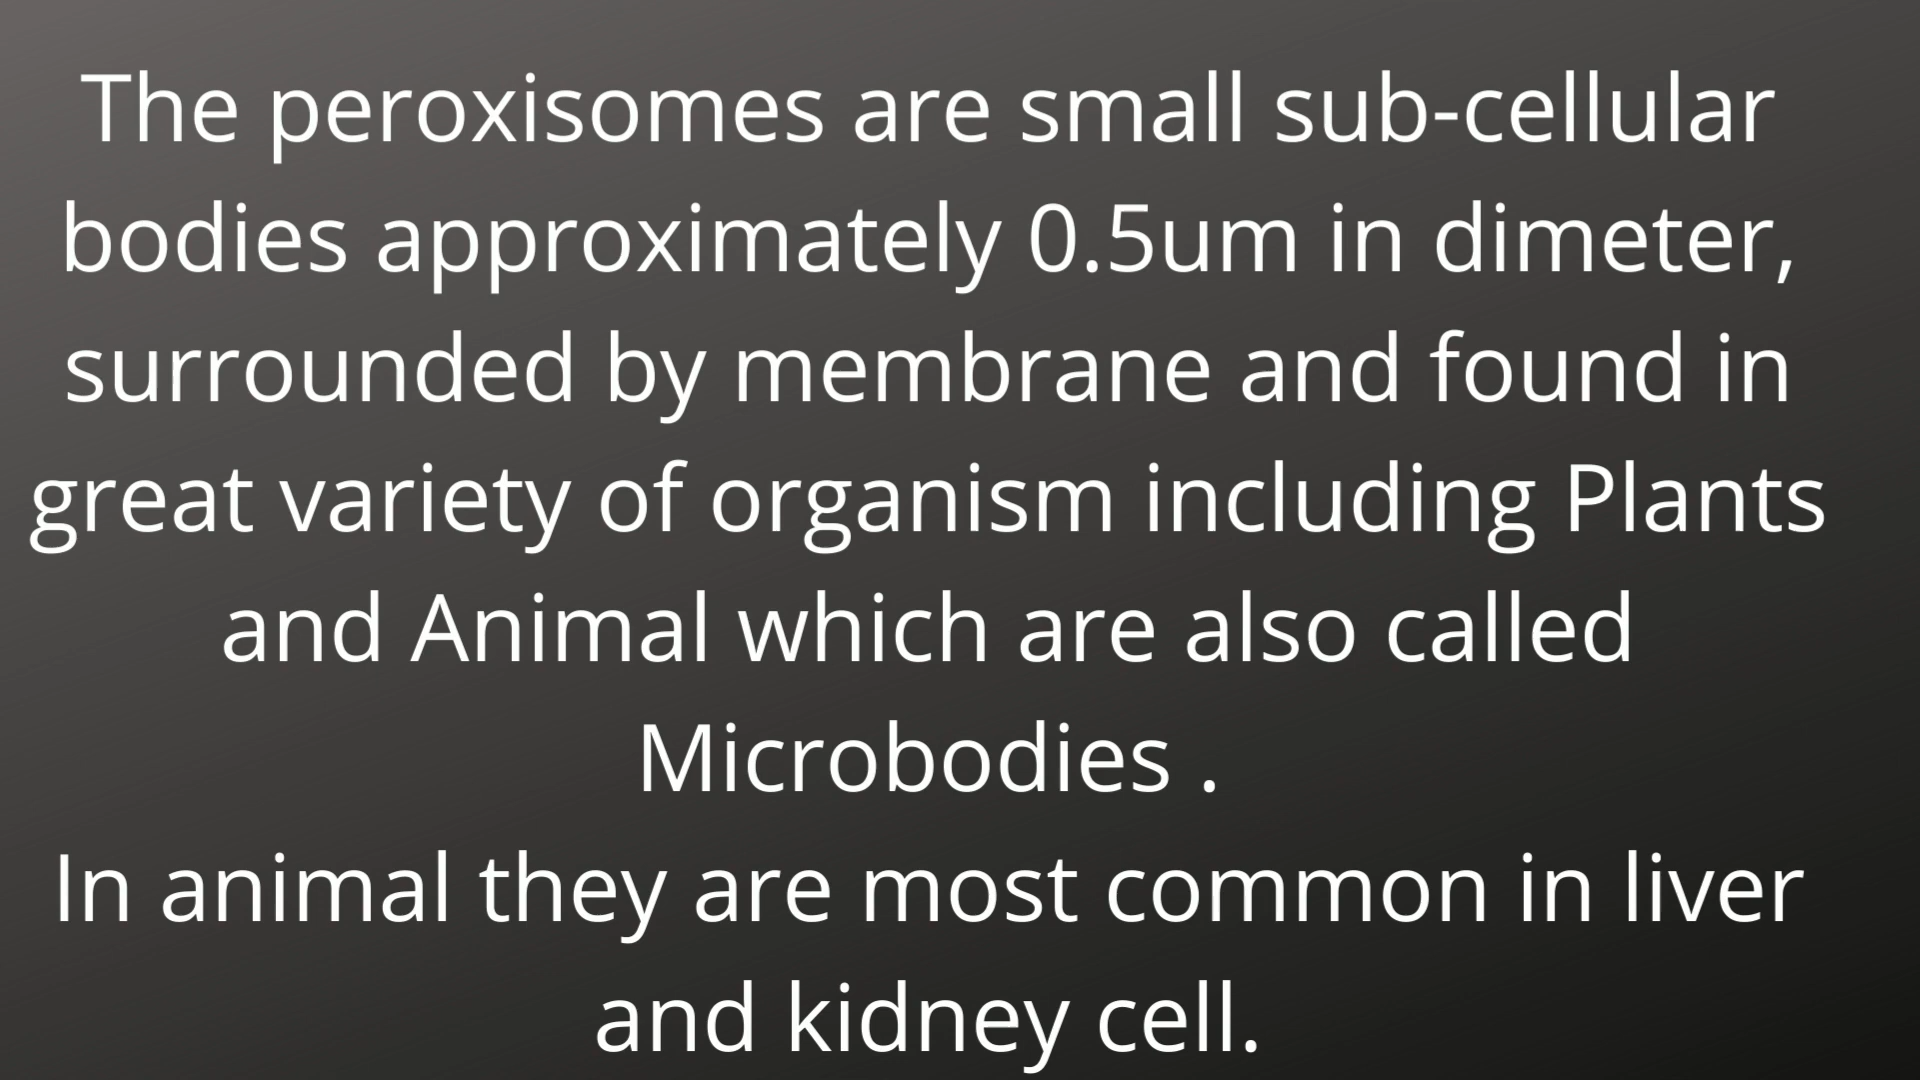 The peroxisomes are small sub-cellular
bodies approximately 0.5um in dimeter,
surrounded by membrane and found in
great variety of organism including Plants
and Animal which are also called
Microbodies .
In animal they are most common in liver
and kidney cell.